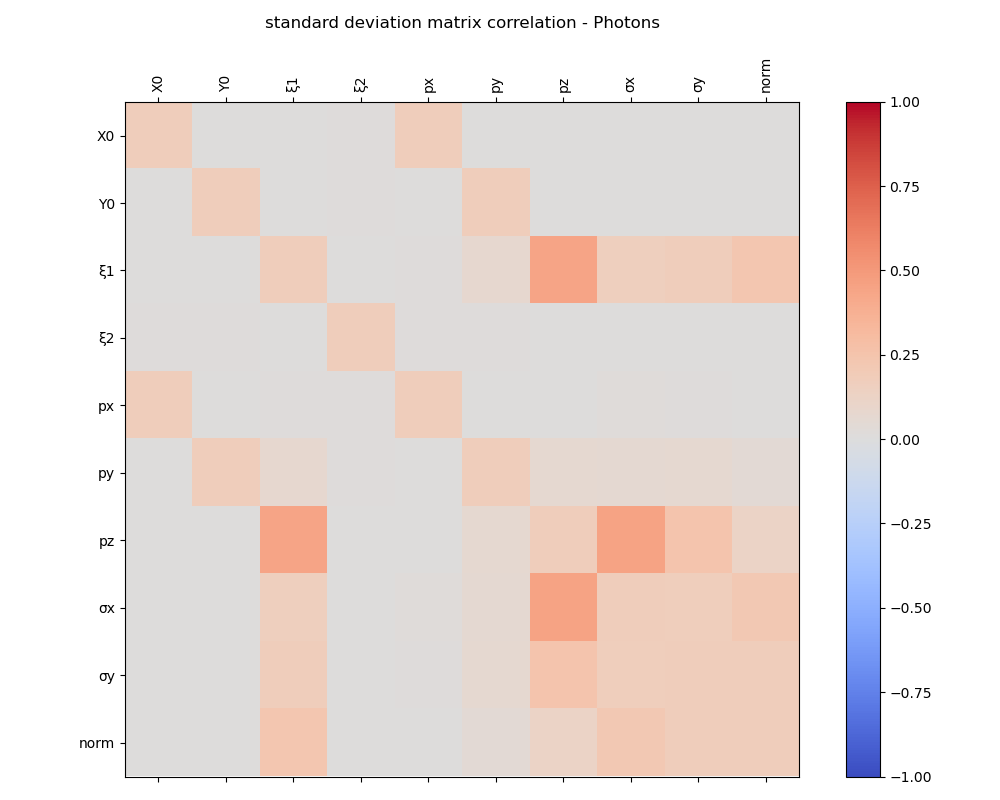 standard deviation matrix correlation - Photons
X0 Y0 ξ1 ξ2 px py pz σx σy norm
X0
Y0
ξ1
ξ2
px
py
pz
σx
σy
norm
1.00
0.75
0.50
0.25
0.00
−0.25
−0.50
−0.75
−1.00